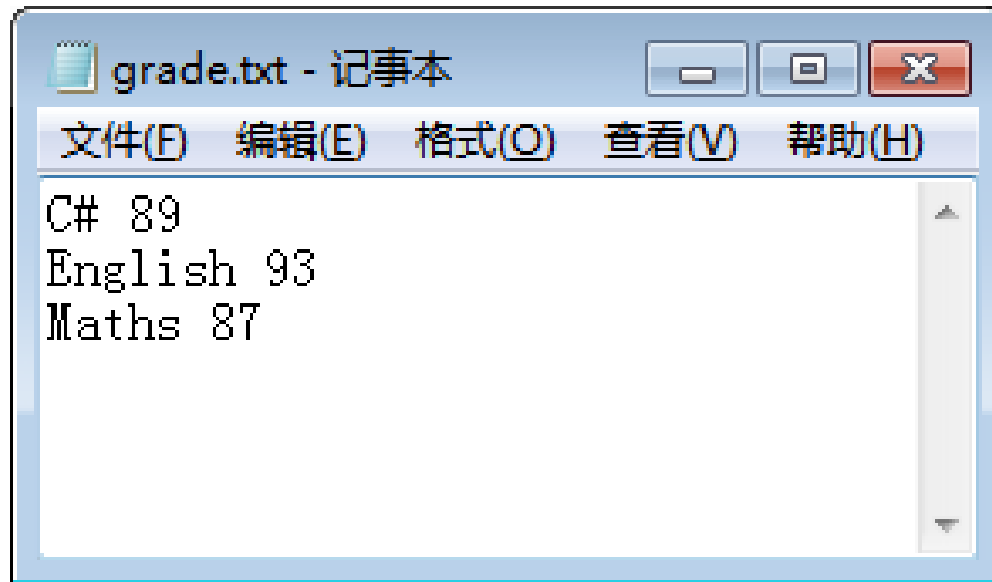 grade.txt - 记事本
文件(F) 编辑(E) 格式(O) 查看(V) 帮助(H)
C# 89
English 93
Maths 87